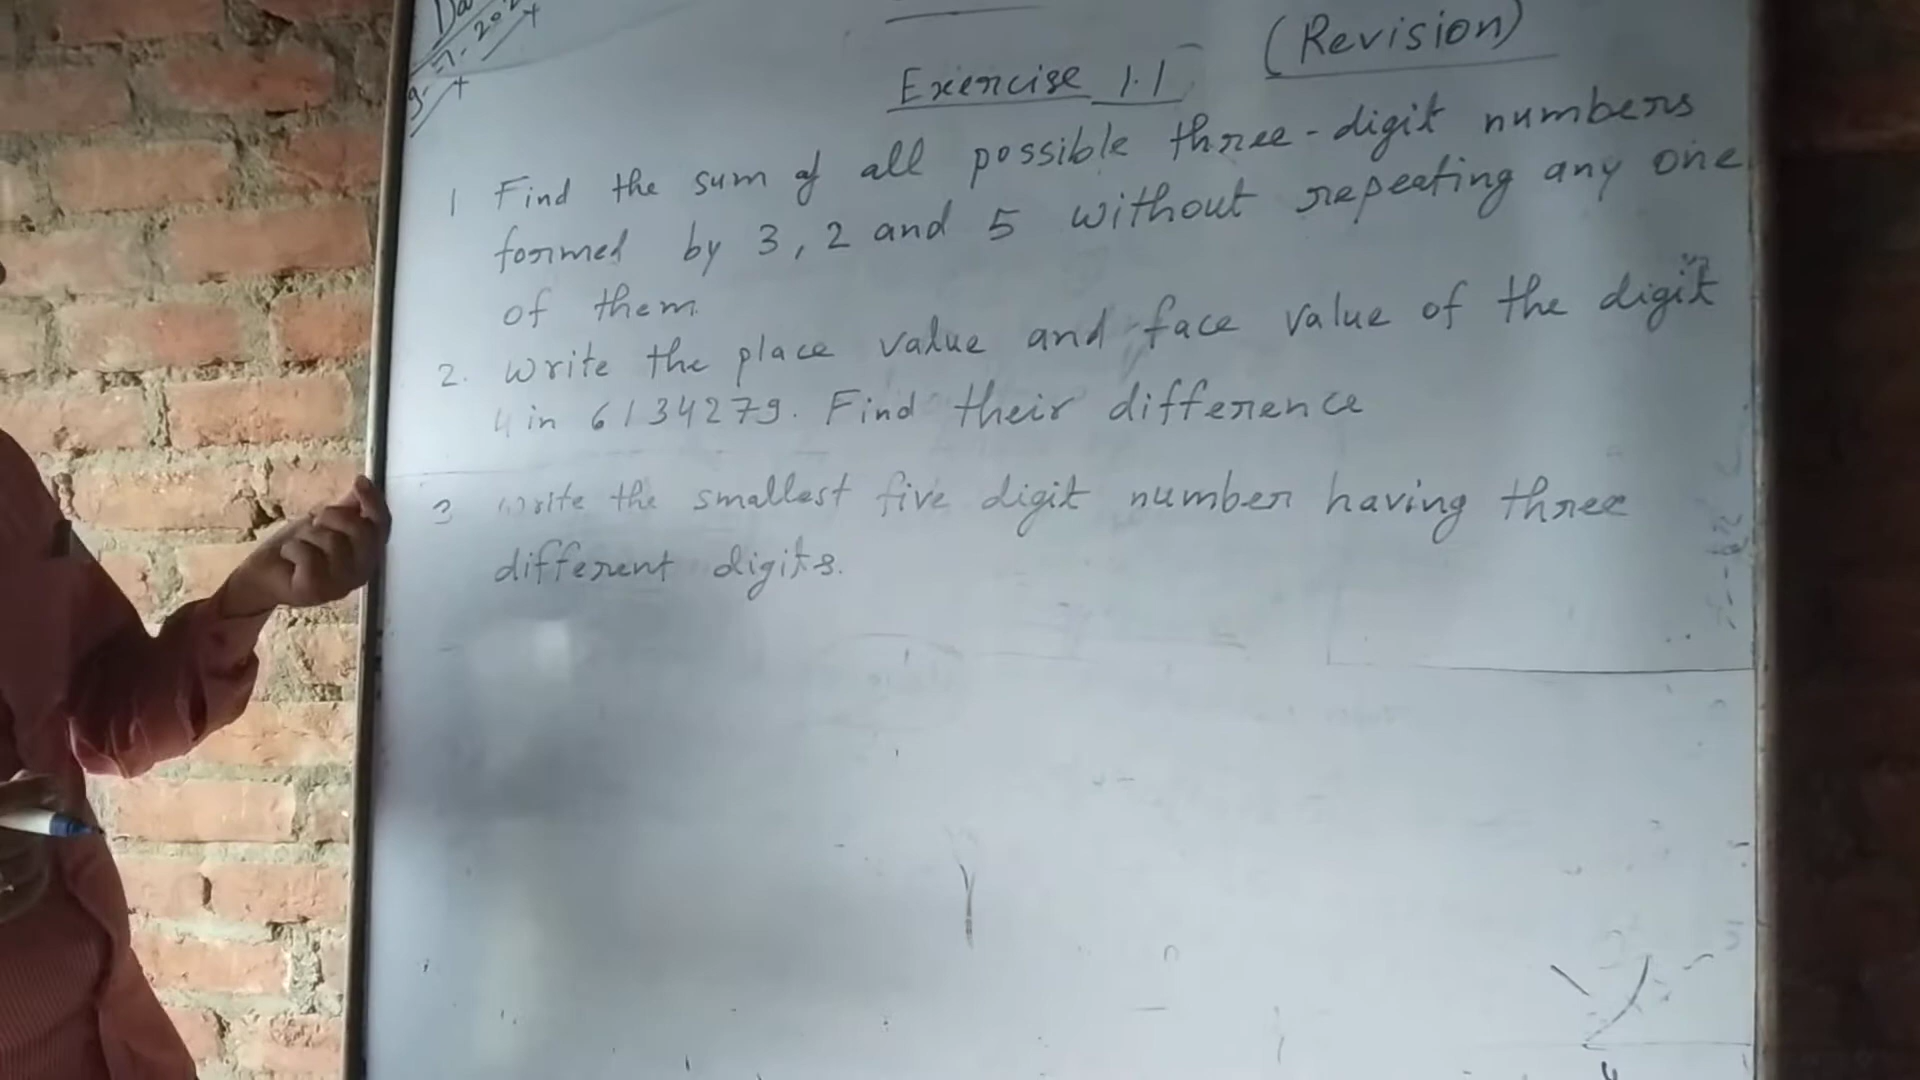 Exercise 1.1 (Revision)
1 Find the sum of all possible three-digit numbers
formed by 3, 2 and 5 without repeating any one
of them.
2. Write the place value and face value of the digit
4 in 6134279. Find their difference
3 Write the smallest five digit number having three
different digits.